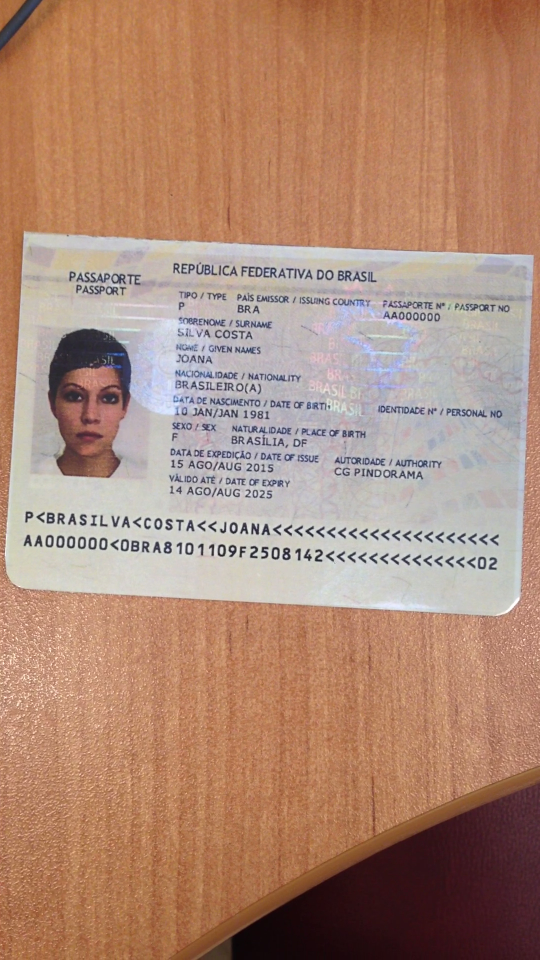 REPÚBLICA FEDERATIVA DO BRASIL
PASSAPORTE
PASSPORT
TIPO / TYPE PAÍS EMISSOR / ISSUING COUNTRY PASSAPORTE Nº / PASSPORT NO
P BRA AA000000
SOBRENOME / SURNAME
SILVA COSTA
NOME / GIVEN NAMES
JOANA
NACIONALIDADE / NATIONALITY
BRASILEIRO(A)
DATA DE NASCIMENTO / DATE OF BIRTH IDENTIDADE Nº / PERSONAL NO
10 JAN/JAN 1981
SEXO / SEX NATURALIDADE / PLACE OF BIRTH
F BRASÍLIA, DF
DATA DE EXPEDIÇÃO / DATE OF ISSUE AUTORIDADE / AUTHORITY
15 AGO/AUG 2015 CG PINDORAMA
VÁLIDO ATÉ / DATE OF EXPIRY
14 AGO/AUG 2025
P<BRASILVA<COSTA<<JOANA<<<<<<<<<<<<<<<<<<<<<
AA000000<0BRA8101109F2508142<<<<<<<<<<<<<<02